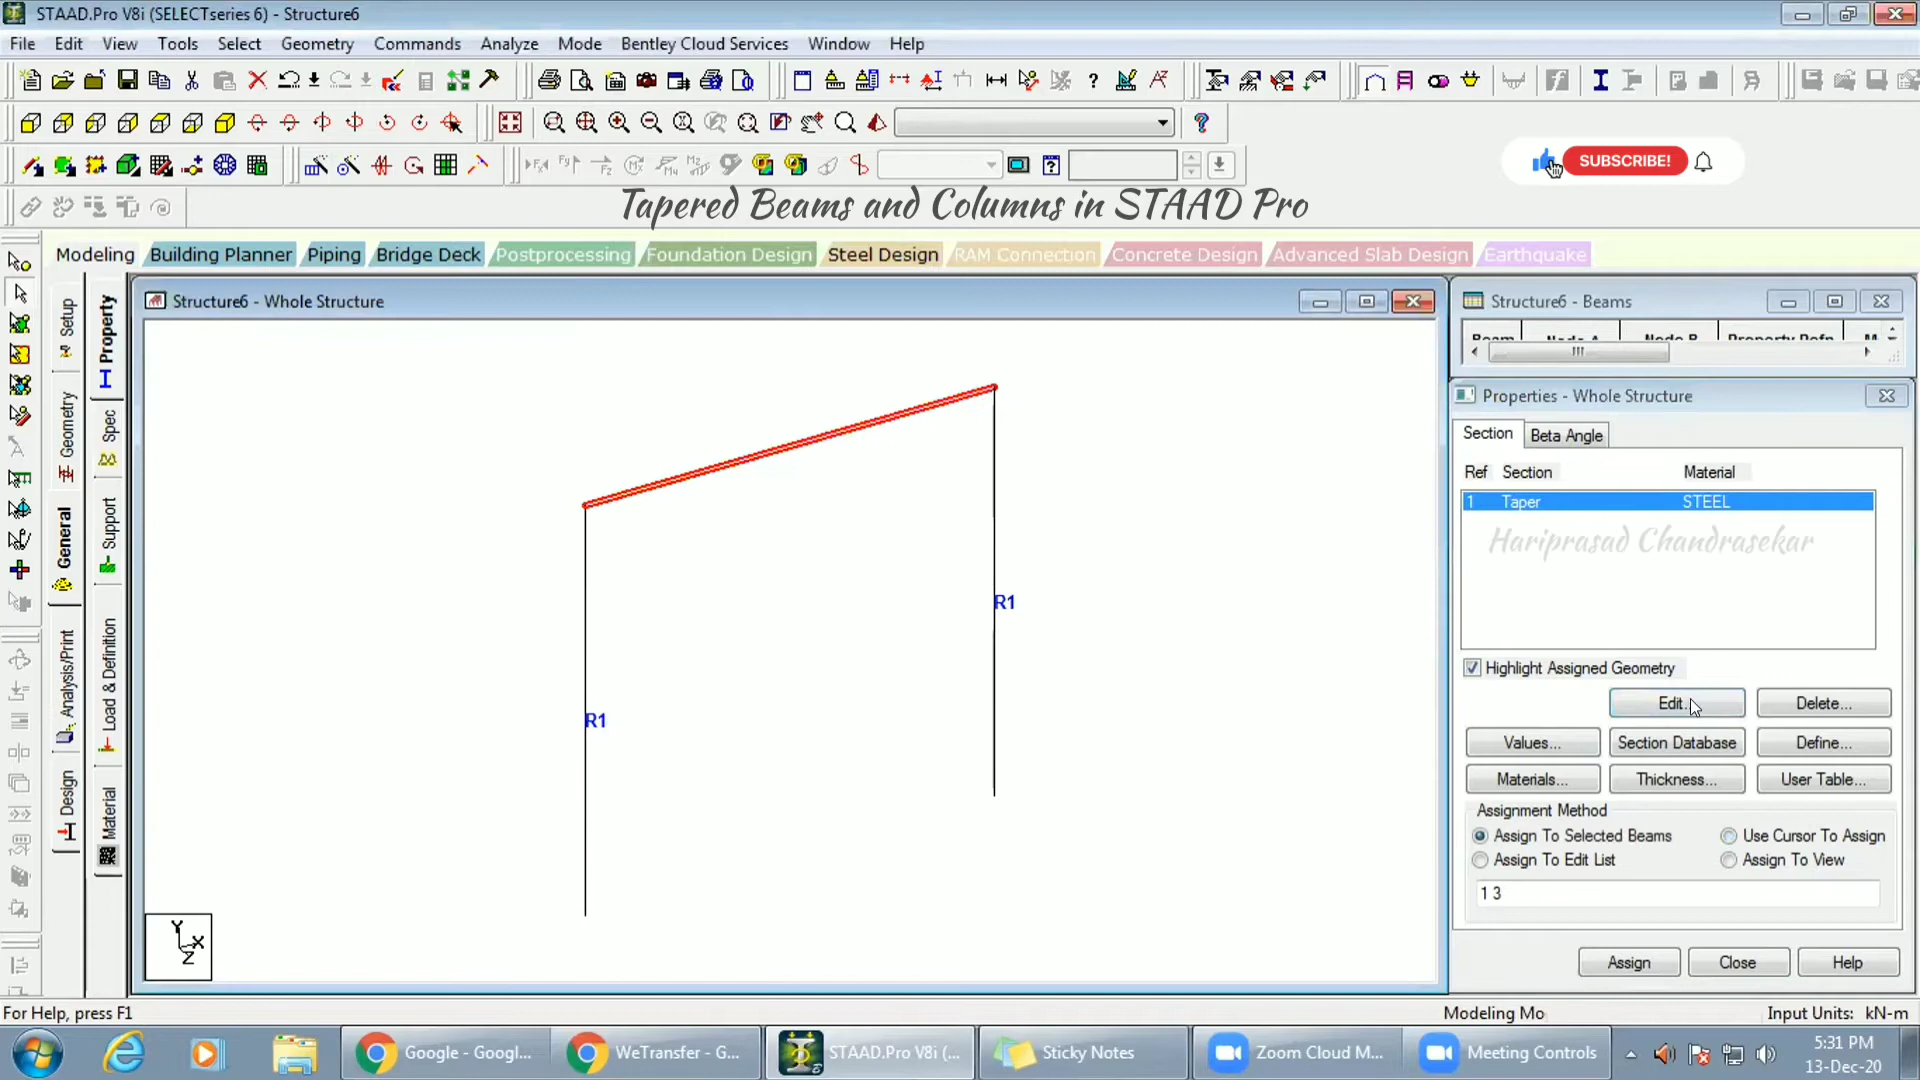 STAAD.Pro V8i (SELECTseries 6) - Structure6
File Edit View Tools Select Geometry Commands Analyze Mode Bentley Cloud Services Window Help
SUBSCRIBE!
Tapered Beams and Columns in STAAD Pro
Modeling Building Planner Piping Bridge Deck Postprocessing Foundation Design Steel Design RAM Connection Concrete Design Advanced Slab Design Earthquake
Setup
Geometry
General
Analysis/Print
Design
Property
Spec
Support
Load & Definition
Material
Structure6 - Whole Structure
R1
R1
Y
X
Z
Structure6 - Beams
Beam Node A Node B Property Refn M
Properties - Whole Structure
Section Beta Angle
Ref Section Material
1 Taper STEEL
Hariprasad Chandrasekar
Highlight Assigned Geometry
Edit... Delete...
Values... Section Database Define...
Materials... Thickness... User Table...
Assignment Method
Assign To Selected Beams Use Cursor To Assign
Assign To Edit List Assign To View
1 3
Assign Close Help
For Help, press F1
Modeling Mo Input Units: kN-m
Google - Googl... WeTransfer - G... STAAD.Pro V8i (... Sticky Notes Zoom Cloud M... Meeting Controls
5:31 PM
13-Dec-20